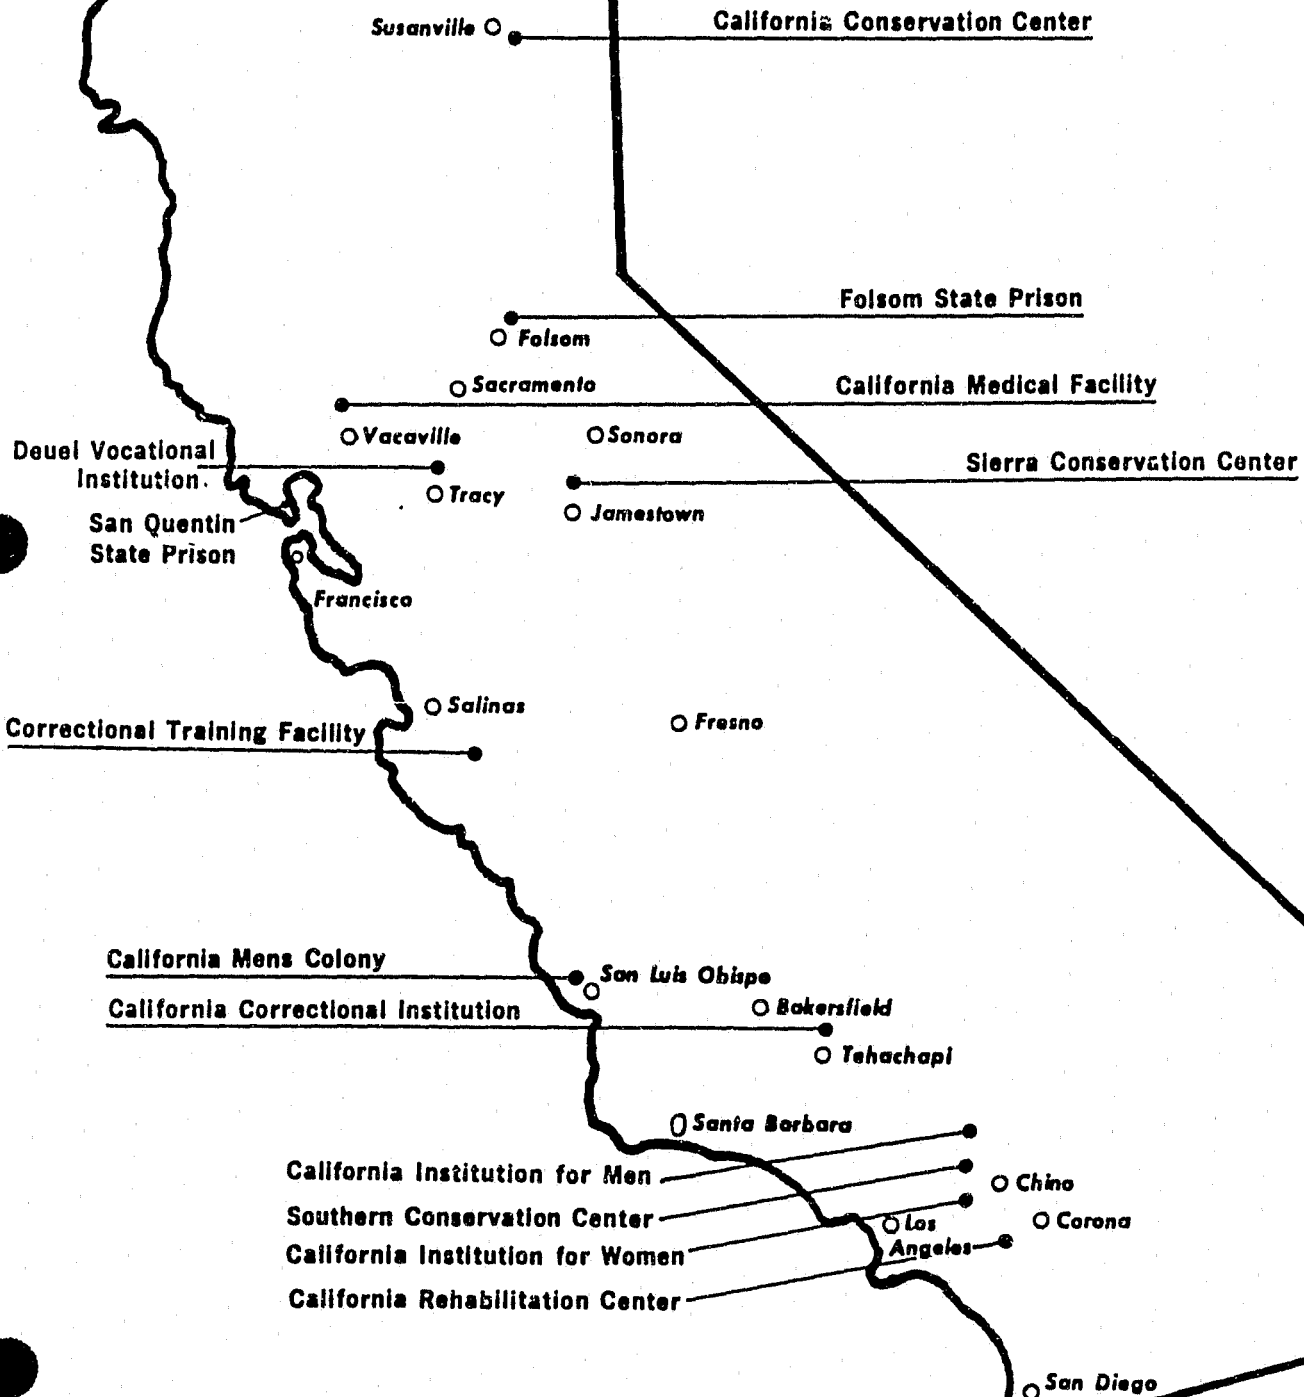 Susanville
California Conservation Center
Folsom State Prison
Folsom
Sacramento
California Medical Facility
Vacaville
Sonora
Deuel Vocational
Institution
Sierra Conservation Center
Tracy
Jamestown
San Quentin
State Prison
Francisco
Salinas
Fresno
Correctional Training Facility
California Mens Colony
San Luis Obispo
California Correctional Institution
Bakersfield
Tehachapi
Santa Barbara
California Institution for Men
Chino
Southern Conservation Center
Los
Angeles
Corona
California Institution for Women
California Rehabilitation Center
San Diego